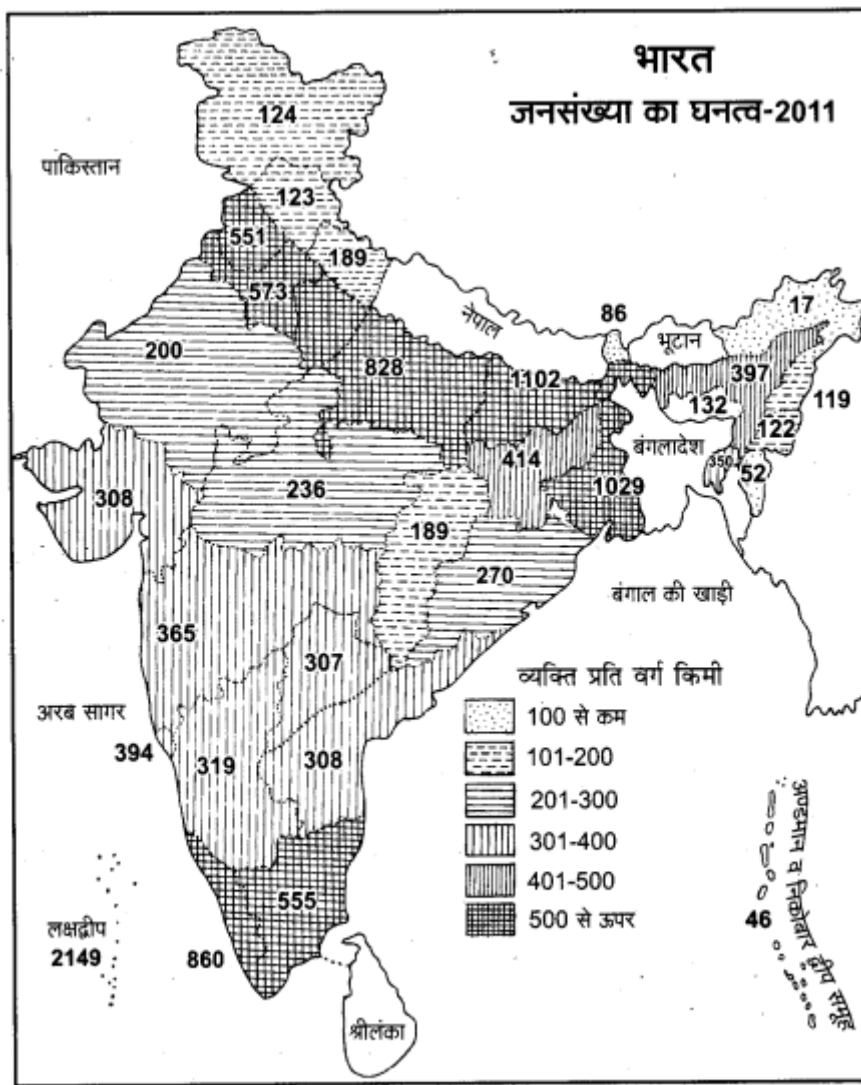 भारत
जनसंख्या का घनत्व-2011
124
पाकिस्तान
123
551
189
573
नेपाल
86
भूटान
17
200
828
1102
397
132
119
122
बंगलादेश
414
350
52
308
236
1029
189
270
बंगाल की खाड़ी
365
307
व्यक्ति प्रति वर्ग किमी
अरब सागर
100 से कम
394
319
308
101-200
201-300
301-400
401-500
500 से ऊपर
555
लक्षद्वीप
2149
860
46
अण्डमान व निकोबार द्वीप समूह
श्रीलंका